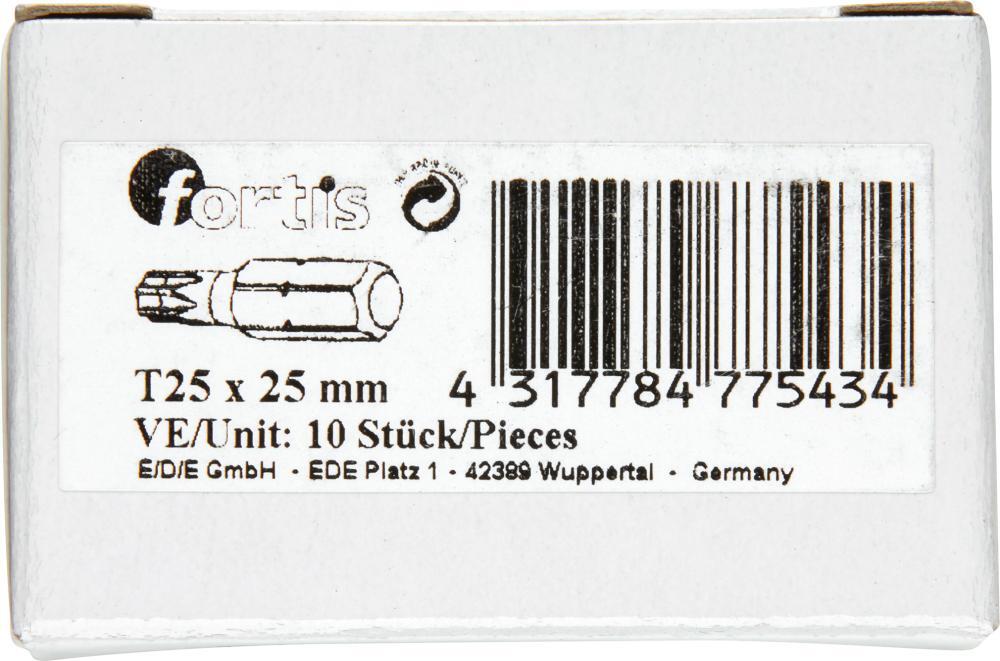 fortis
T25 x 25 mm
4 317784 775434
VE/Unit: 10 Stück/Pieces
E/D/E GmbH - EDE Platz 1 - 42389 Wuppertal - Germany